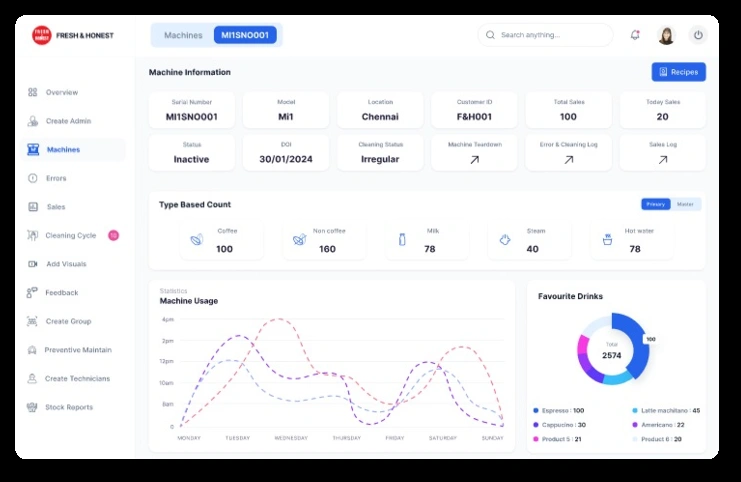 FRESH & HONEST
FRESH & HONEST
Machines
MI1SNO001
Search anything...
Machine Information
Recipes
Overview
Create Admin
Machines
Errors
Sales
Cleaning Cycle
Add Visuals
Feedback
Create Group
Preventive Maintain
Create Technicians
Stock Reports
Serial Number
MI1SNO001
Model
Mi1
Location
Chennai
Customer ID
F&H001
Total Sales
100
Today Sales
20
Status
Inactive
DOI
30/01/2024
Cleaning Status
Irregular
Machine Teardown
Error & Cleaning Log
Sales Log
Type Based Count
Primary
Master
Coffee
100
Non coffee
160
Milk
78
Steam
40
Hot water
78
Statistics
Machine Usage
4pm
2pm
12pm
10am
8am
0
MONDAY
TUESDAY
WEDNESDAY
THURSDAY
FRIDAY
SATURDAY
SUNDAY
Favourite Drinks
100
Total
2574
Espresso : 100
Latte machiliano : 45
Cappucino : 30
Americano : 22
Product 5 : 21
Product 6 : 20